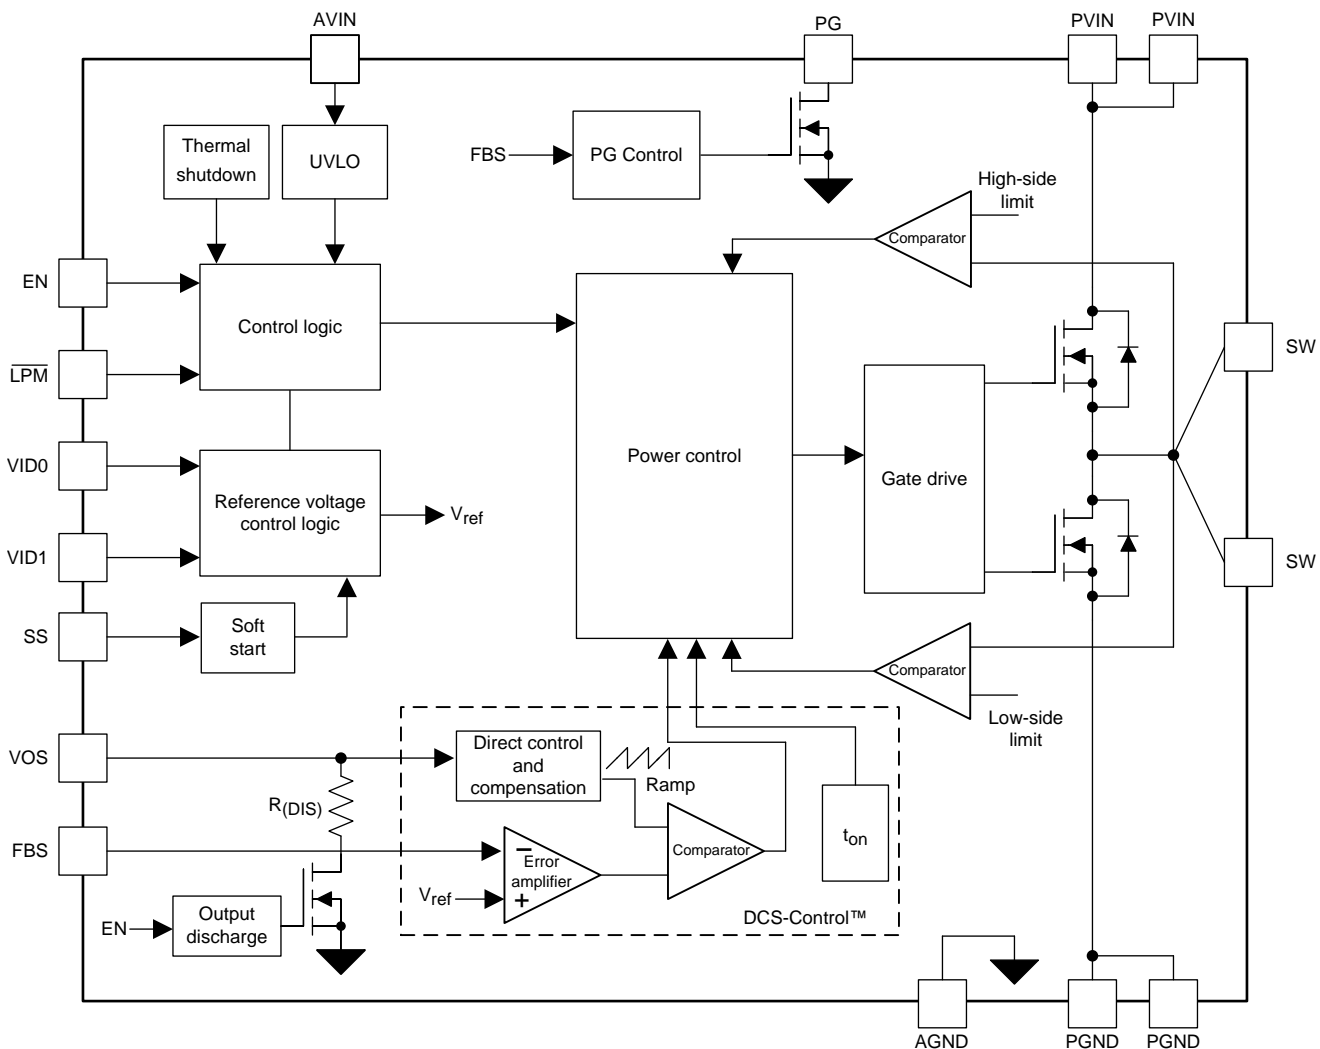 AVIN
PG
PVIN
PVIN
Thermal
shutdown
UVLO
FBS
PG Control
High-side
limit
Comparator
EN
Control logic
LPM
SW
VID0
Reference voltage
control logic
Vref
VID1
Power control
Gate drive
SW
SS
Soft
start
Comparator
Low-side
limit
VOS
Direct control
and
compensation
Ramp
R(DIS)
ton
FBS
−
Error
amplifier
+
Comparator
Vref
DCS-Control™
EN
Output
discharge
AGND
PGND
PGND